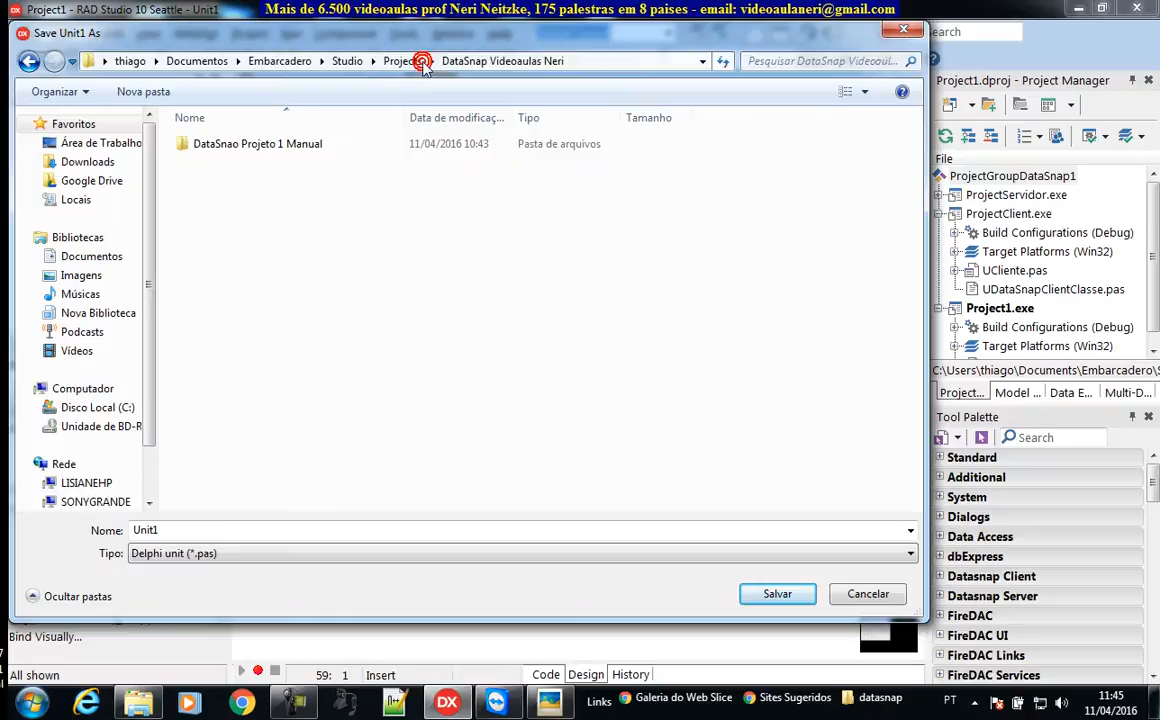 Project1 - RAD Studio 10 Seattle - Unit1
Mais de 6.500 videoaulas prof Neri Neitzke, 175 palestras em 8 paises - email: videoaulaneri@gmail.com
Save Unit1 As
thiago
Documentos
Embarcadero
Studio
DataSnap Videoaulas Neri
Pesquisar DataSnap Videoaul...
Search
Organizar
Nova pasta
Project1.dproj - Project Manager
Nome
Data de modificaç...
Tipo
Tamanho
DataSnao Projeto 1 Manual
11/04/2016 10:43
Pasta de arquivos
Favoritos
Área de Trabalho
Downloads
Google Drive
Locais
Bibliotecas
Documentos
Imagens
Músicas
Nova Biblioteca
Podcasts
Vídeos
Computador
Disco Local (C:)
Unidade de BD-R
Rede
LISIANEHP
SONYGRANDE
Nome:
Unit1
Tipo:
Delphi unit (*.pas)
Ocultar pastas
Salvar
Cancelar
File
ProjectGroupDataSnap1
ProjectServidor.exe
ProjectClient.exe
Build Configurations (Debug)
Target Platforms (Win32)
UCliente.pas
UDataSnapClientClasse.pas
Project1.exe
Build Configurations (Debug)
Target Platforms (Win32)
C:\Users\thiago\Documents\Embarcadero\S
Project...
Model ...
Data E...
Multi-D...
Tool Palette
Search
Standard
Additional
System
Dialogs
Data Access
dbExpress
Datasnap Client
Datasnap Server
FireDAC
FireDAC UI
FireDAC Links
FireDAC Services
Bind Visually...
All shown
59: 1
Insert
Code
Design
History
Links
Galeria do Web Slice
Sites Sugeridos
datasnap
PT
11:45
11/04/2016